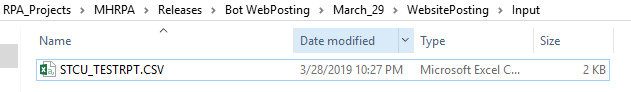 RPA_Projects > MHRPA > Releases > Bot WebPosting > March_29 > WebsitePosting > Input
Name Date modified Type Size
STCU_TESTRPT.CSV 3/28/2019 10:27 PM Microsoft Excel C... 2 KB